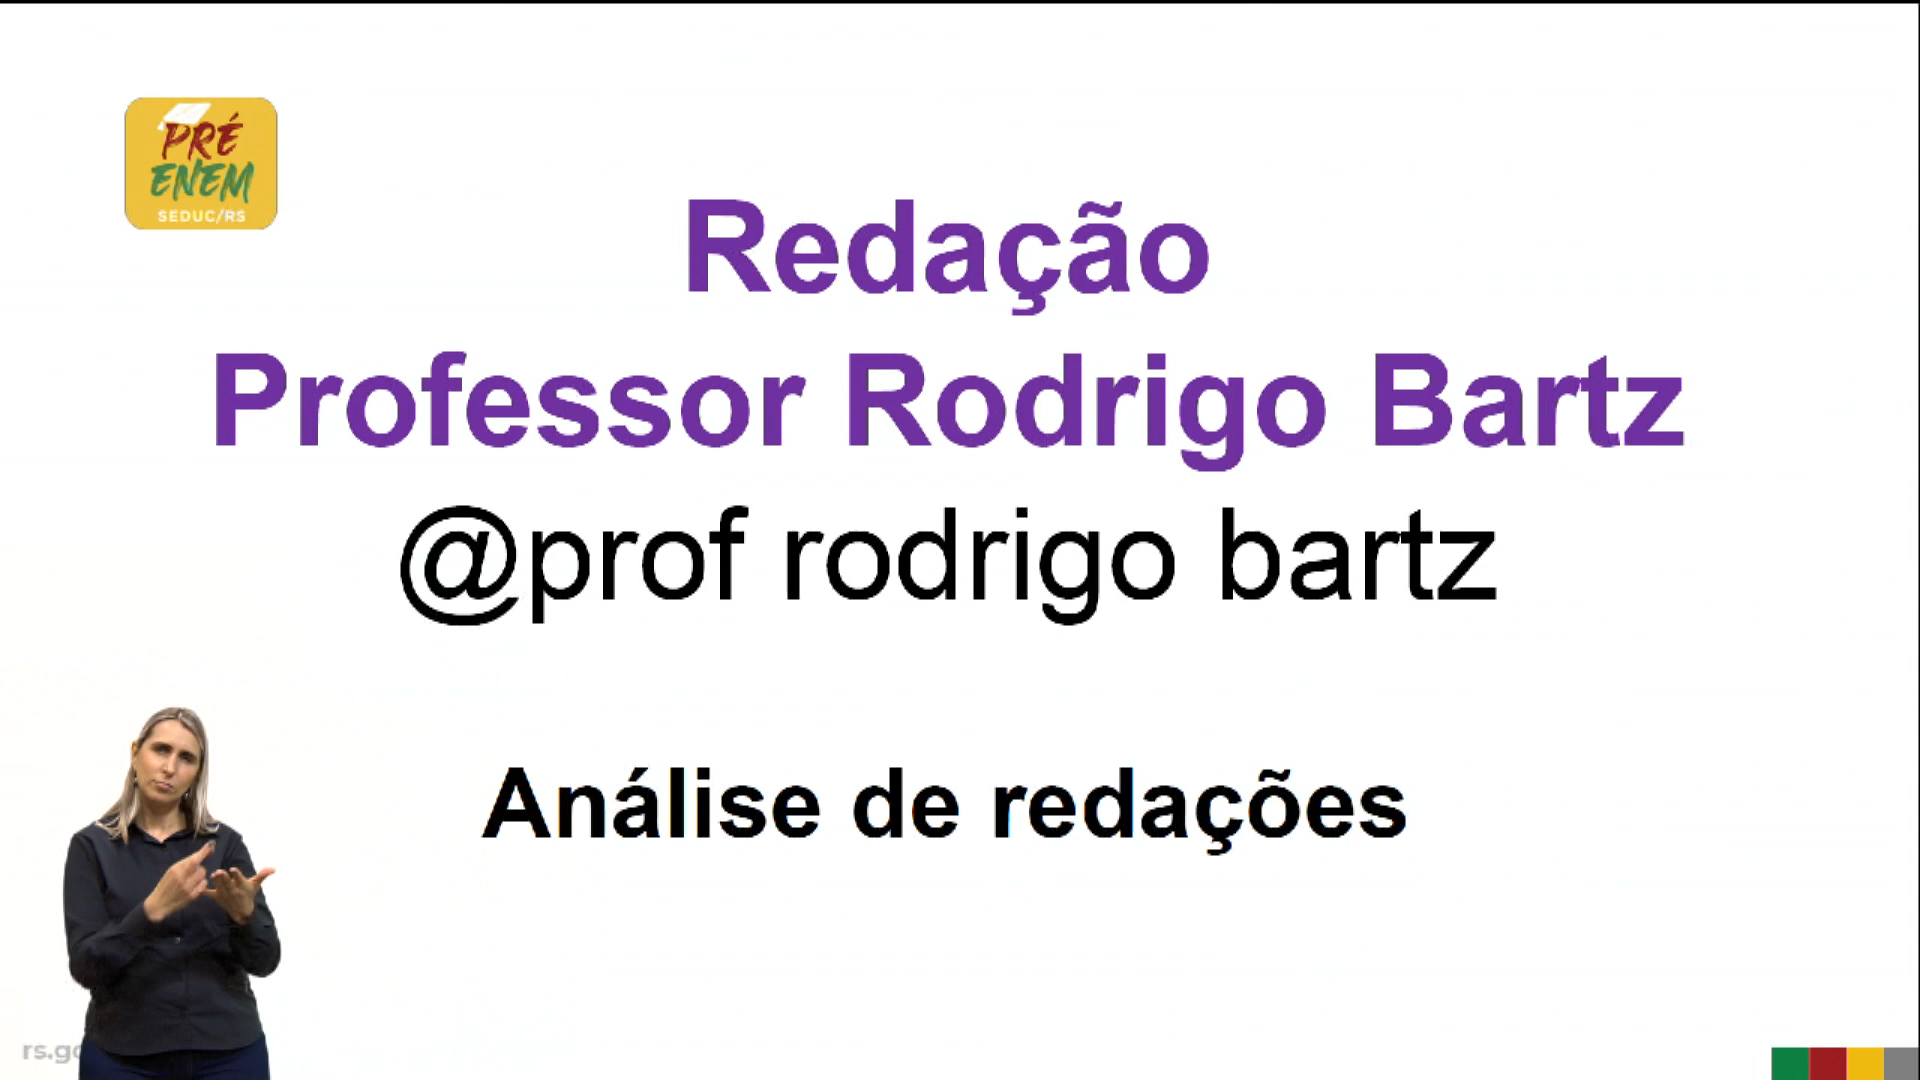 PRÉ
ENEM
SEDUC/RS
Redação
Professor Rodrigo Bartz
@prof rodrigo bartz
Análise de redações